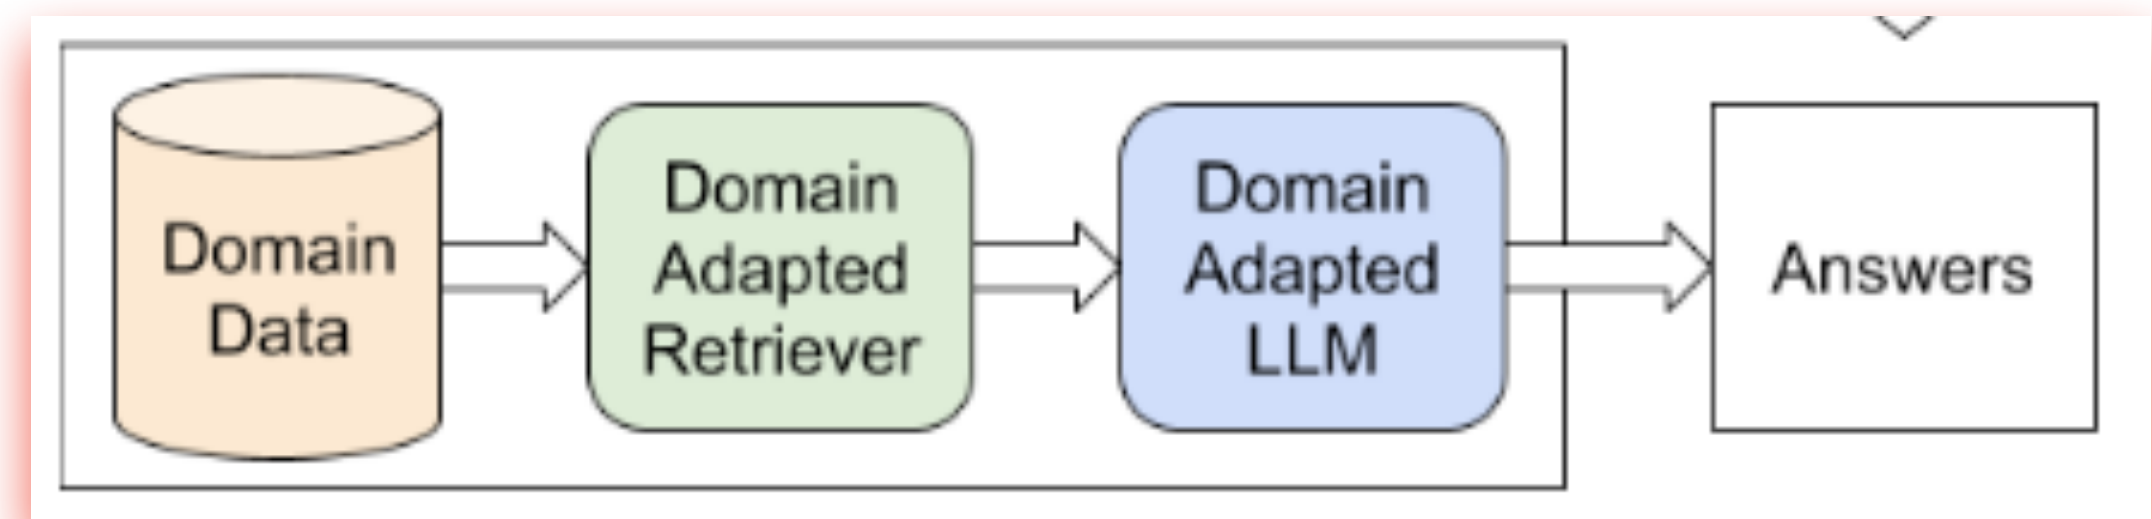 Domain
Data
Domain
Adapted
Retriever
Domain
Adapted
LLM
Answers